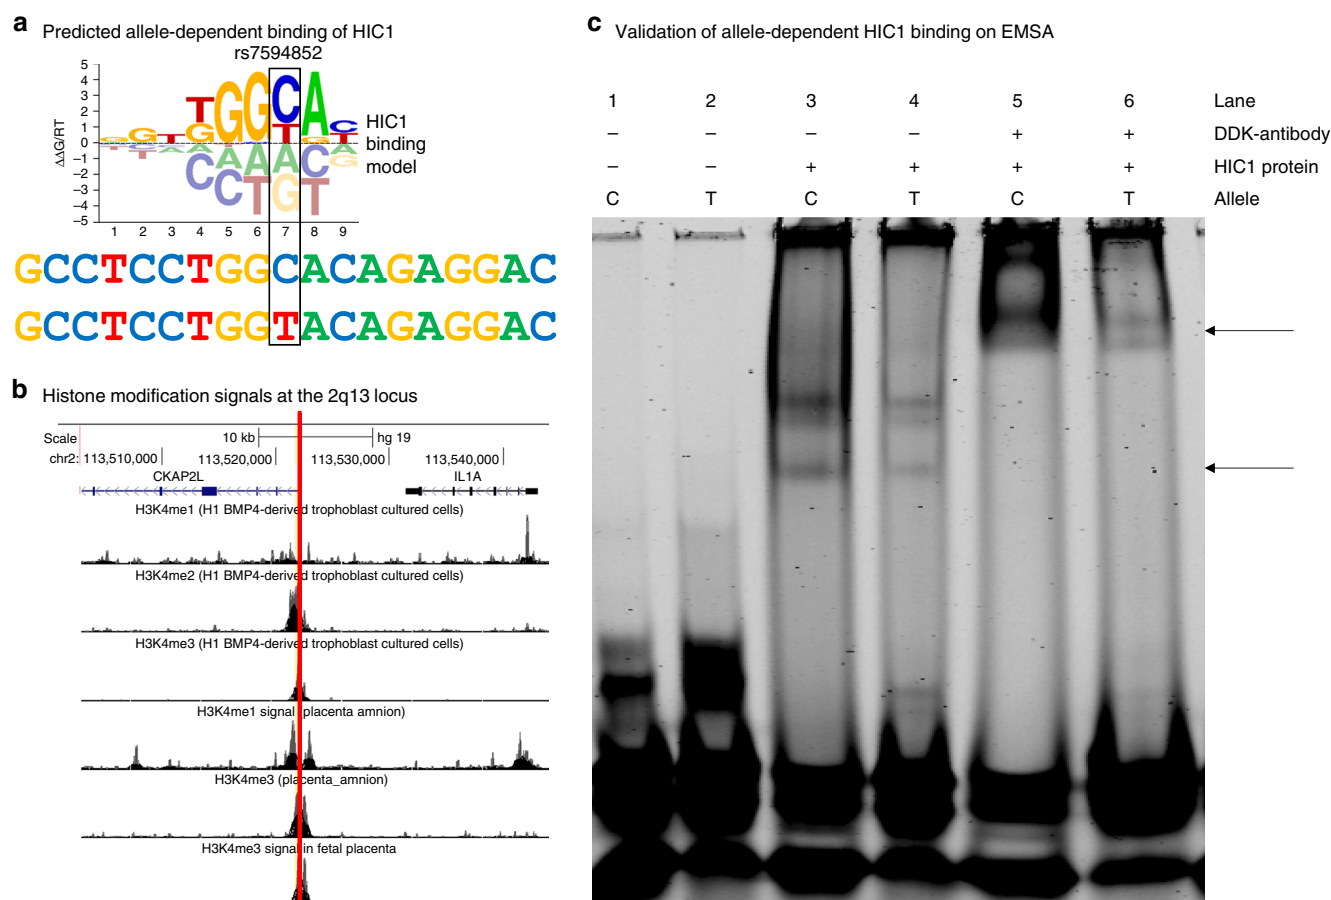 a Predicted allele-dependent binding of HIC1
rs7594852
5
4
3
2
1
0
−1
−2
−3
−4
−5
ΔΔG/RT
HIC1
binding
model
1 2 3 4 5 6 7 8 9
GCCTCCTGGCACAGAGGAC
GCCTCCTGGTACAGAGGAC
b Histone modification signals at the 2q13 locus
Scale 10 kb hg 19
chr2: 113,510,000 113,520,000 113,530,000 113,540,000
CKAP2L IL1A
H3K4me1 (H1 BMP4-derived trophoblast cultured cells)
H3K4me2 (H1 BMP4-derived trophoblast cultured cells)
H3K4me3 (H1 BMP4-derived trophoblast cultured cells)
H3K4me1 signal (placenta amnion)
H3K4me3 (placenta_amnion)
H3K4me3 signal in fetal placenta
c Validation of allele-dependent HIC1 binding on EMSA
1 2 3 4 5 6 Lane
− − − − + + DDK-antibody
− − + + + + HIC1 protein
C T C T C T Allele